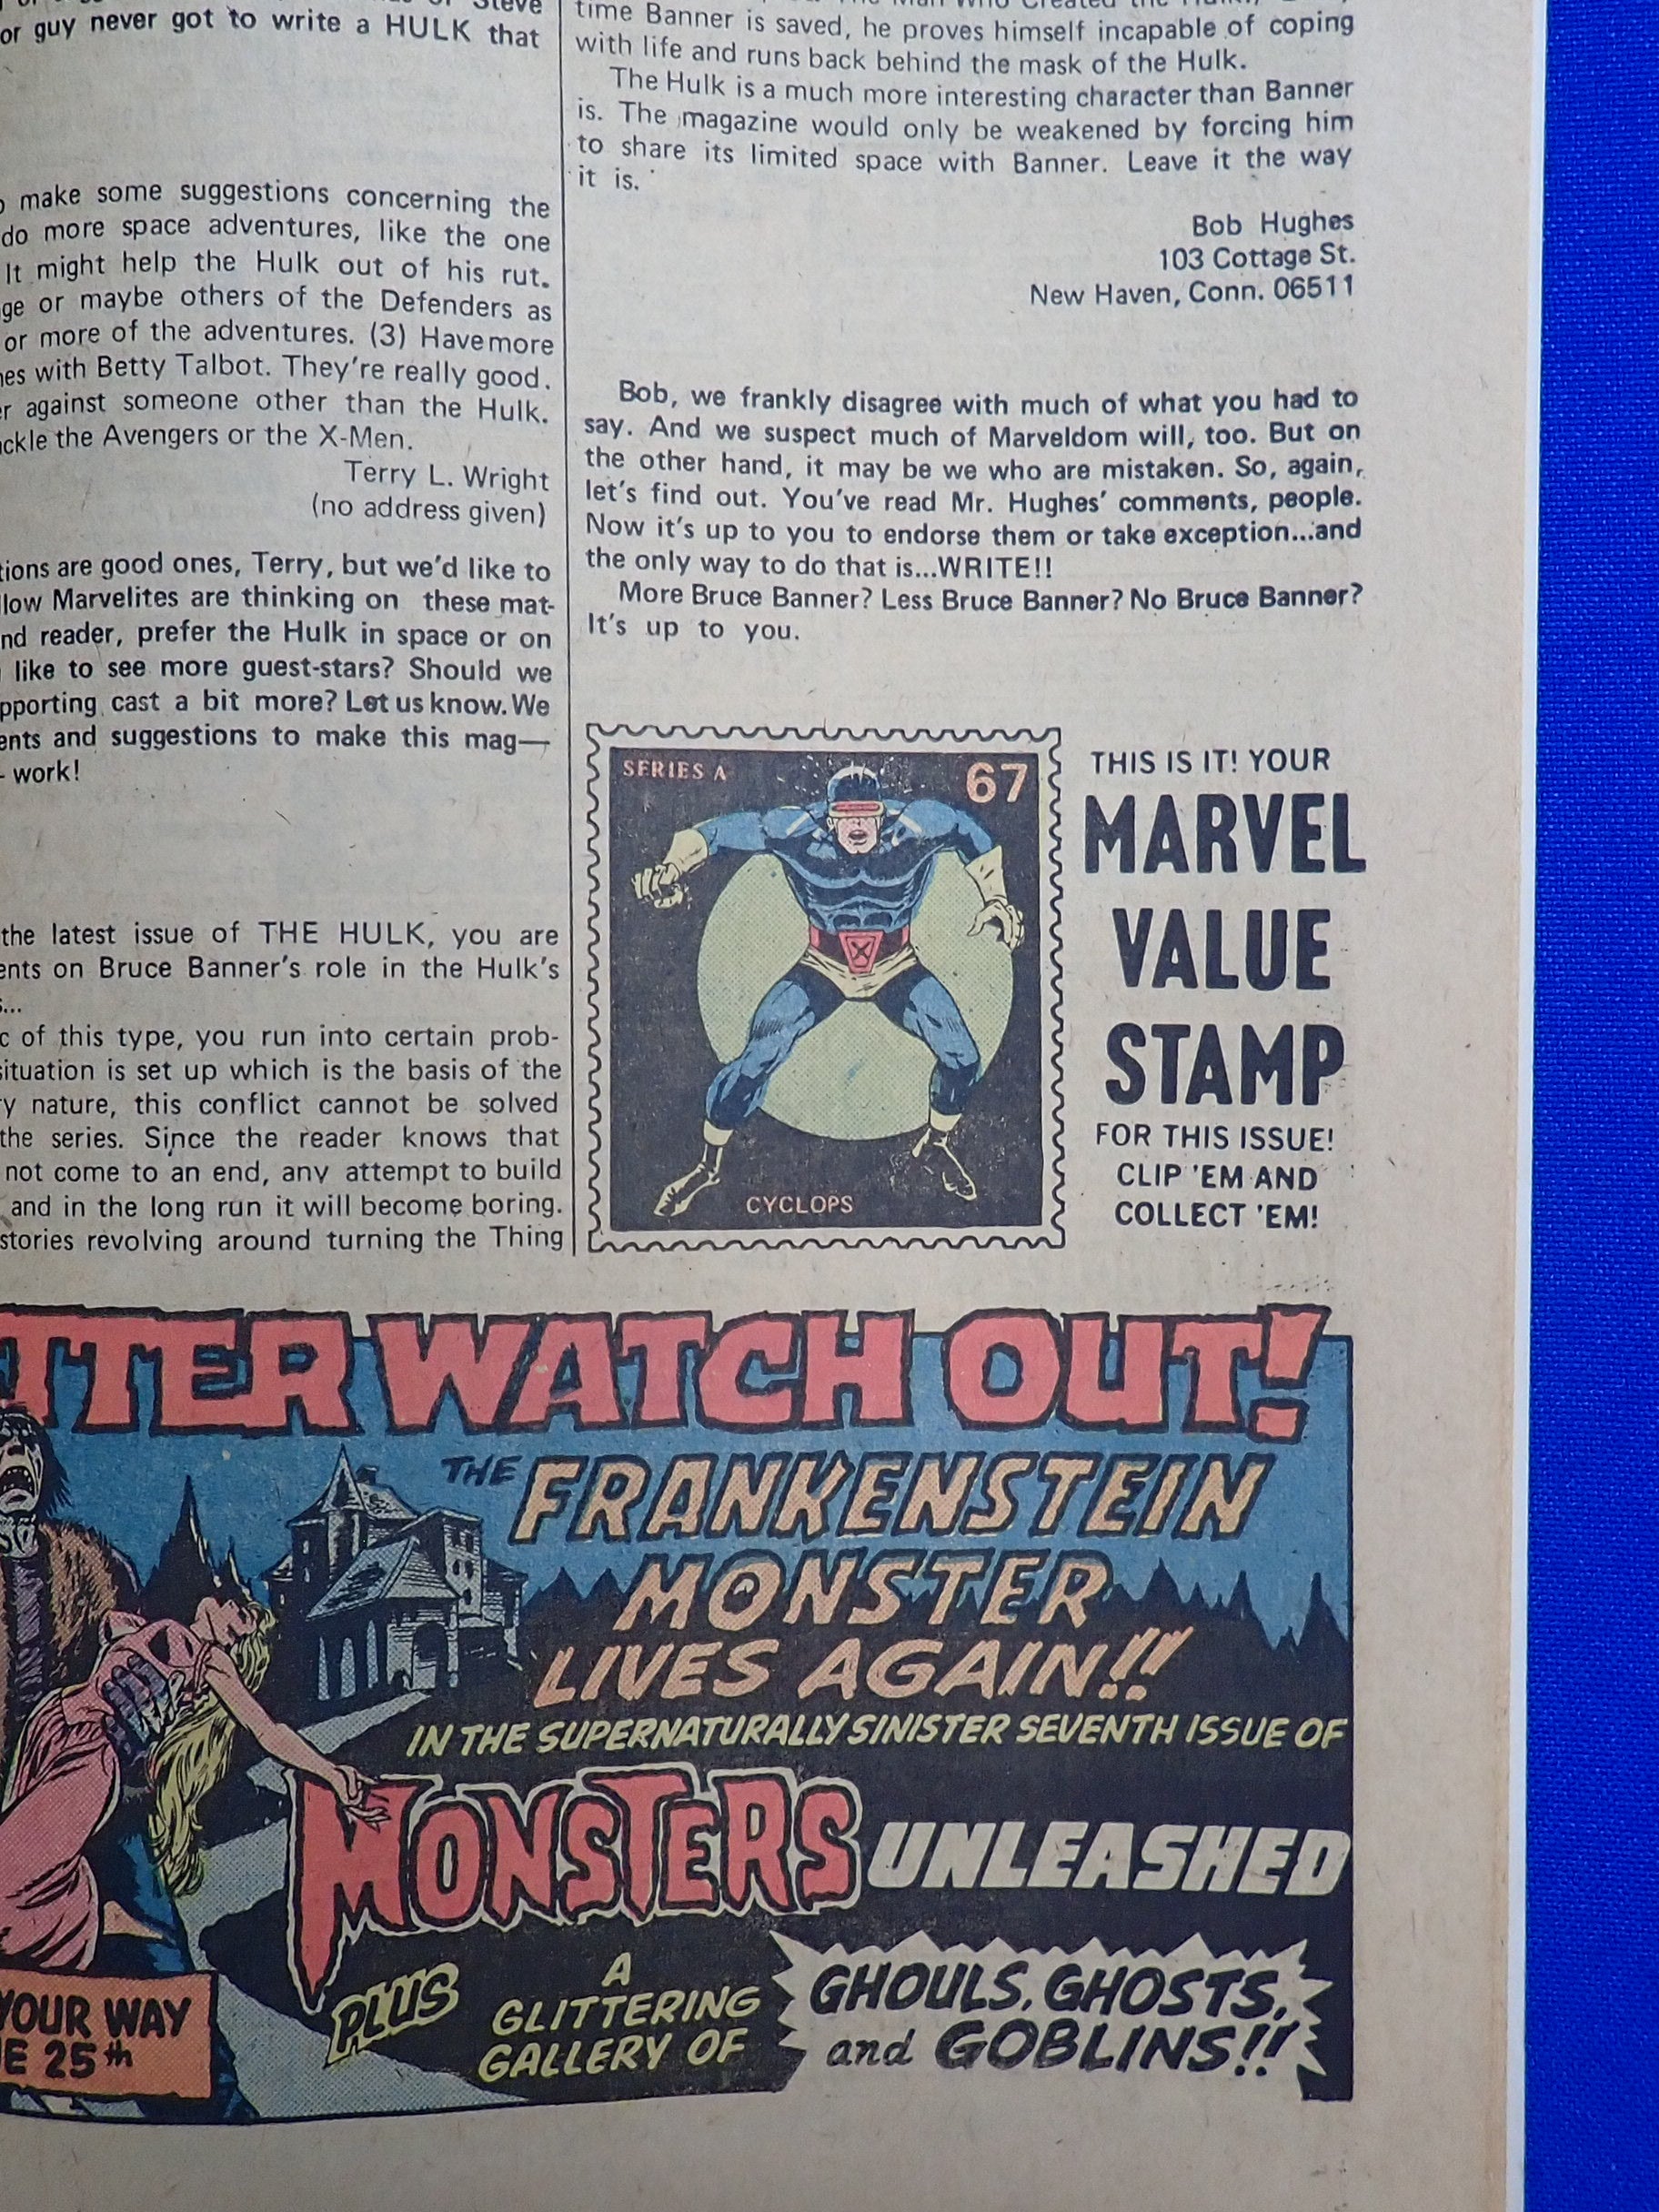 Steve
or guy never got to write a HULK that
make some suggestions concerning the
do more space adventures, like the one
It might help the Hulk out of his rut.
or maybe others of the Defenders as
or more of the adventures. (3) Have more
with Betty Talbot. They're really good.
against someone other than the Hulk.
the Avengers or the X-Men.
Terry L. Wright
(no address given)
are good ones, Terry, but we'd like to
Marvelites are thinking on these mat-
reader, prefer the Hulk in space or on
like to see more guest-stars? Should we
cast a bit more? Let us know. We
and suggestions to make this mag—
- work!
the latest issue of THE HULK, you are
on Bruce Banner's role in the Hulk's
...
of this type, you run into certain prob-
situation is set up which is the basis of the
nature, this conflict cannot be solved
the series. Since the reader knows that
not come to an end, any attempt to build
and in the long run it will become boring.
stories revolving around turning the Thing
time Banner is saved, he proves himself incapable of coping
with life and runs back behind the mask of the Hulk.
The Hulk is a much more interesting character than Banner
is. The magazine would only be weakened by forcing him
to share its limited space with Banner. Leave it the way
it is.
Bob Hughes
103 Cottage St.
New Haven, Conn. 06511
Bob, we frankly disagree with much of what you had to
say. And we suspect much of Marveldom will, too. But on
the other hand, it may be we who are mistaken. So, again,
let's find out. You've read Mr. Hughes' comments, people.
Now it's up to you to endorse them or take exception...and
the only way to do that is...WRITE!!
More Bruce Banner? Less Bruce Banner? No Bruce Banner?
It's up to you.
SERIES A
67
CYCLOPS
THIS IS IT! YOUR
MARVEL
VALUE
STAMP
FOR THIS ISSUE!
CLIP 'EM AND
COLLECT 'EM!
TTER WATCH OUT!
THE FRANKENSTEIN
MONSTER
LIVES AGAIN!!
IN THE SUPERNATURALLY SINISTER SEVENTH ISSUE OF
MONSTERS UNLEASHED
PLUS
A
GLITTERING
GALLERY OF
GHOULS, GHOSTS,
and GOBLINS!!
YOUR WAY
E 25th